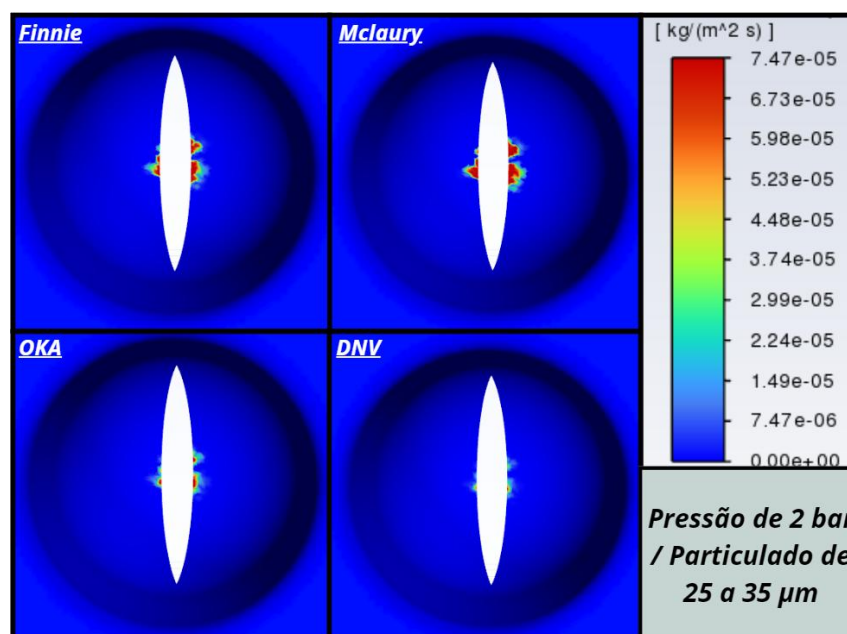 Finnie
Mclaury
[ kg/(m^2 s) ]
7.47e-05
6.73e-05
5.98e-05
5.23e-05
4.48e-05
3.74e-05
2.99e-05
2.24e-05
1.49e-05
7.47e-06
0.00e+00
OKA
DNV
Pressão de 2 bar
/ Particulado de
25 a 35 μm